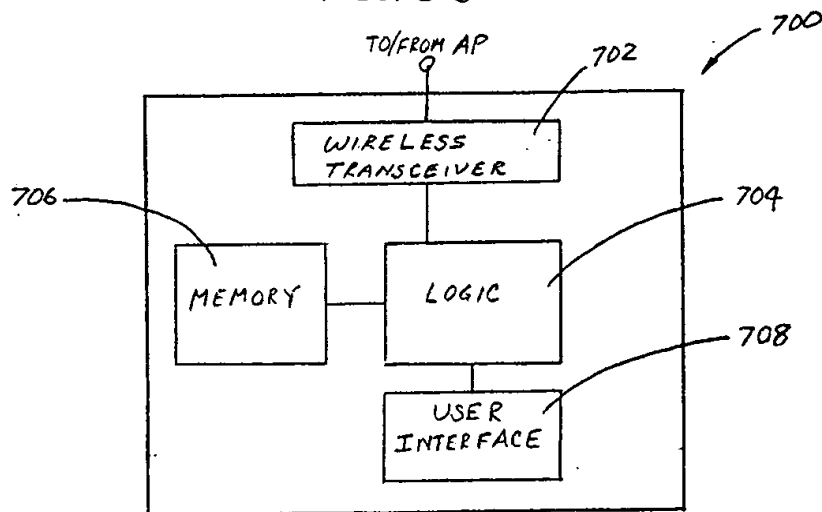 TO/FROM AP
700
702
WIRELESS
TRANSCEIVER
706
704
MEMORY
LOGIC
708
USER
INTERFACE